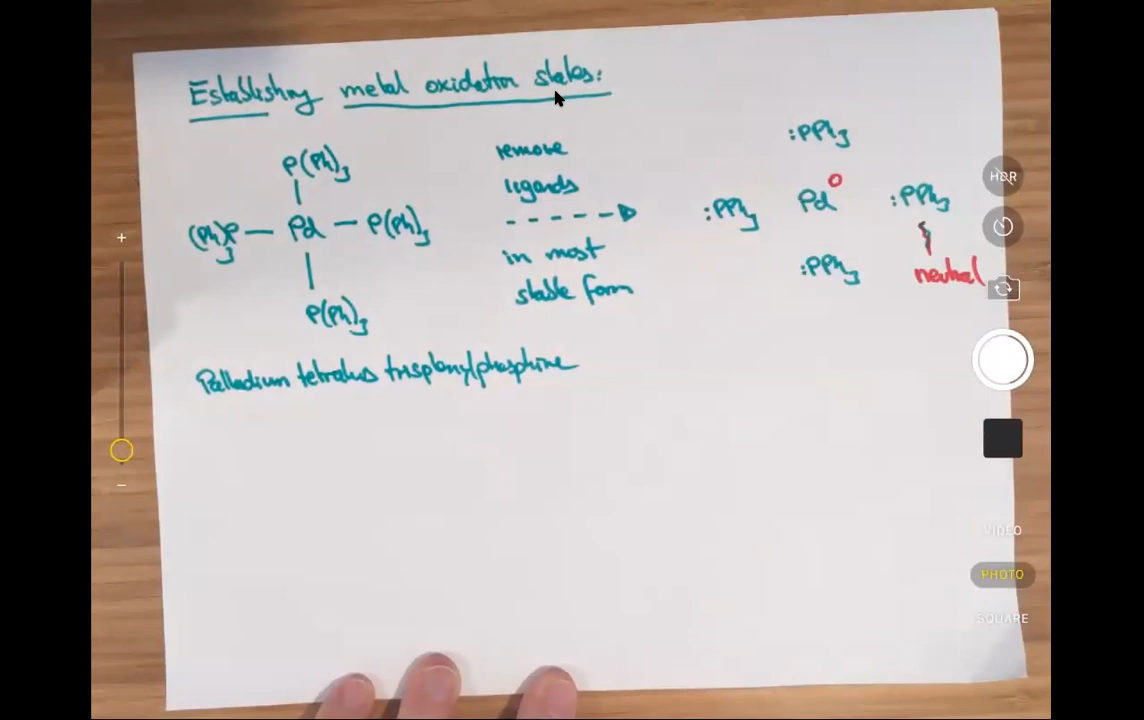 Establishing metal oxidation states:
P(Ph)3
(Ph)3P — Pd — P(Ph)3
P(Ph)3
remove
ligands
in most
stable form
:PPh3
:PPh3 Pd0 :PPh3
:PPh3
neutral
Palladium tetrakis trisphenylphosphine
HDR
VIDEO
PHOTO
SQUARE